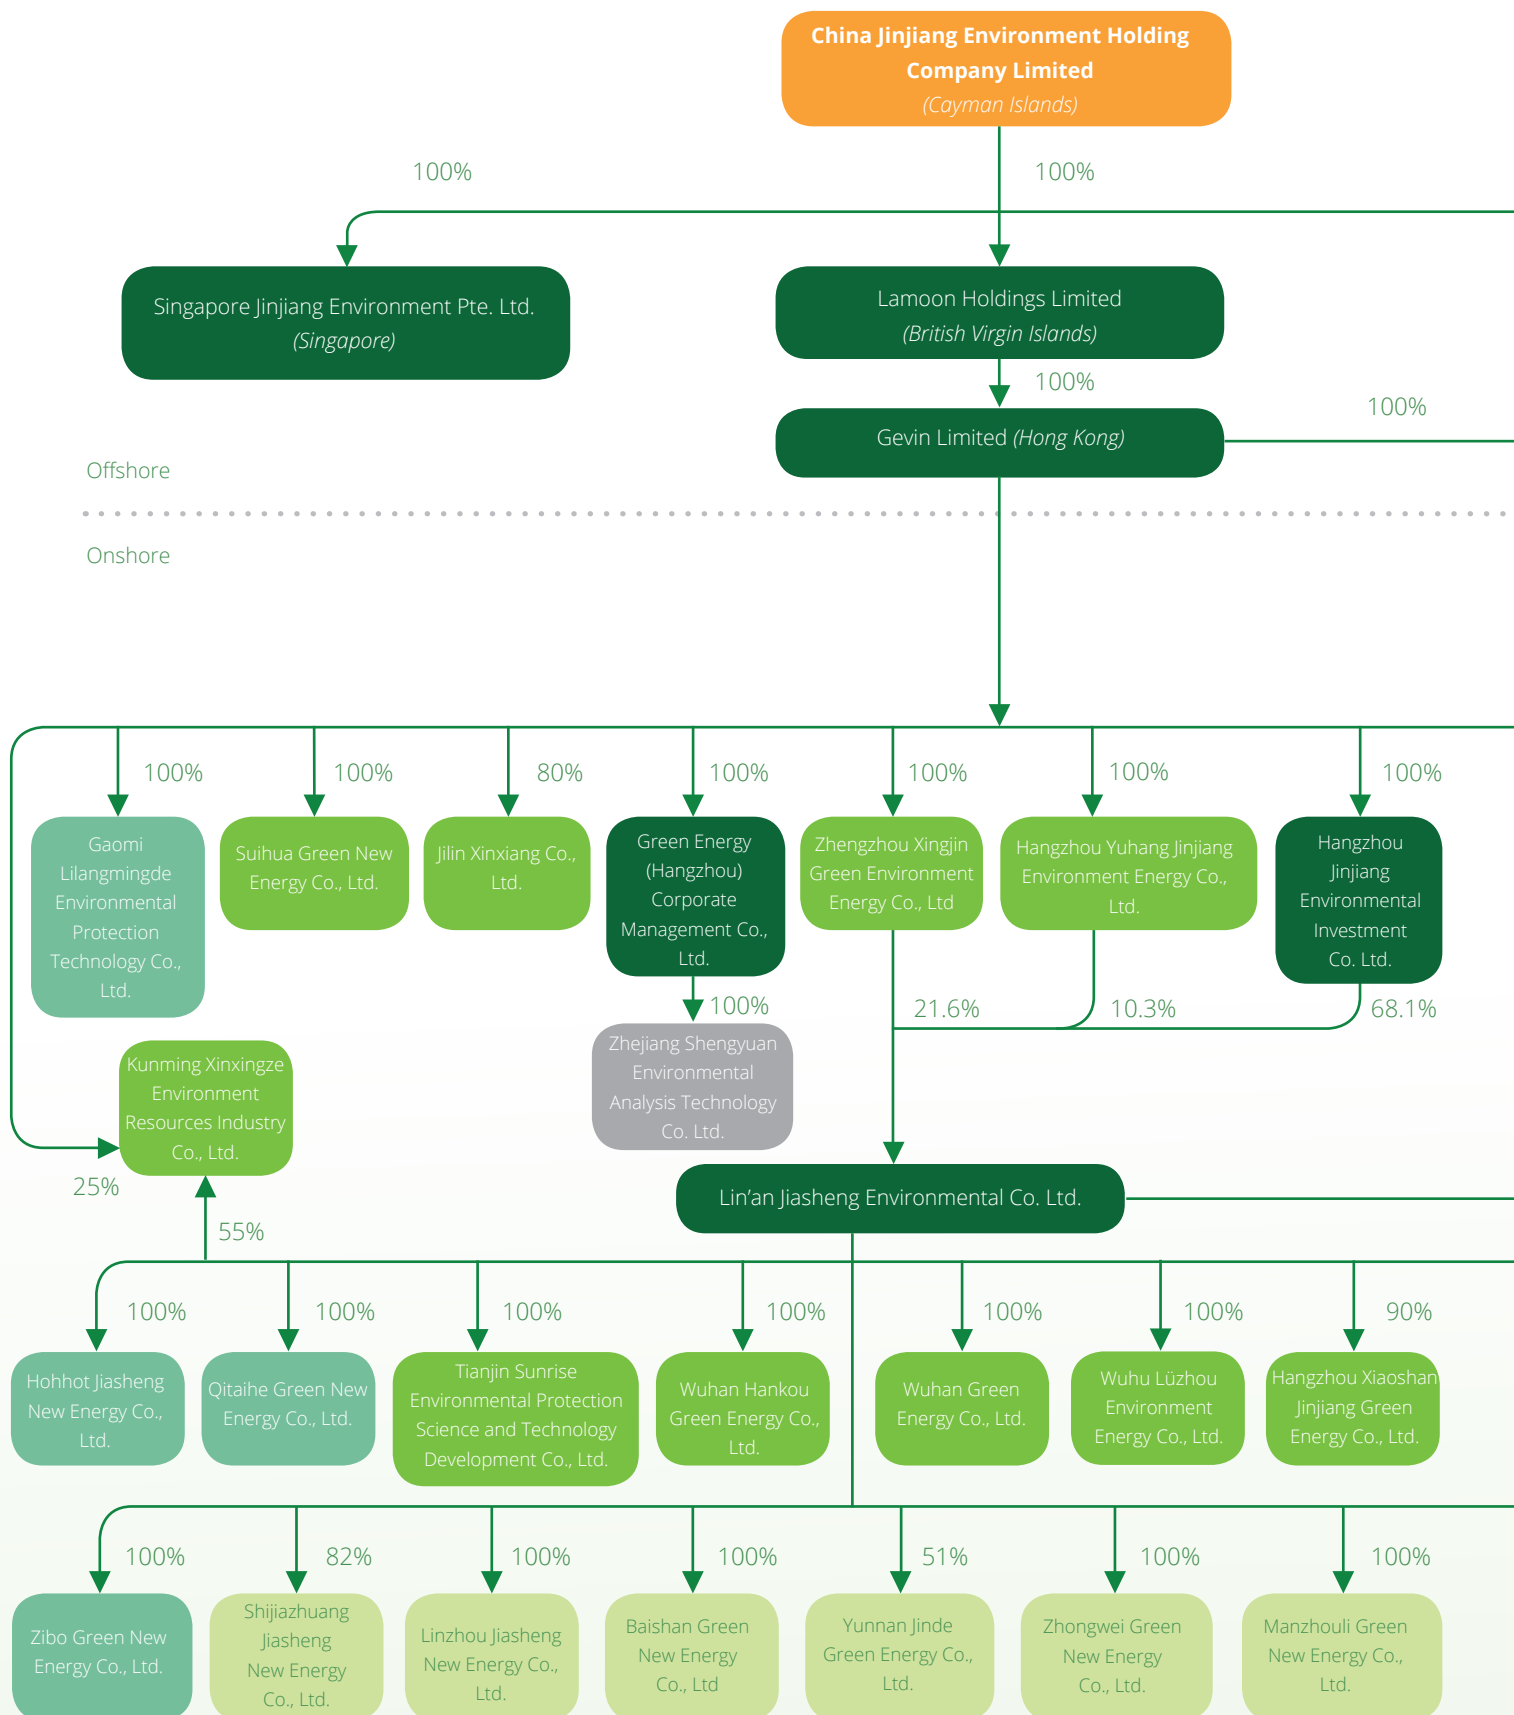 China Jinjiang Environment Holding
Company Limited
(Cayman Islands)
100%
100%
Singapore Jinjiang Environment Pte. Ltd.
(Singapore)
Lamoon Holdings Limited
(British Virgin Islands)
100%
Gevin Limited (Hong Kong)
100%
Offshore
Onshore
100%
100%
80%
100%
100%
100%
100%
Gaomi
Lilangmingde
Environmental
Protection
Technology Co.,
Ltd.
Suihua Green New
Energy Co., Ltd.
Jilin Xinxiang Co.,
Ltd.
Green Energy
(Hangzhou)
Corporate
Management Co.,
Ltd.
Zhengzhou Xingjin
Green Environment
Energy Co., Ltd
Hangzhou Yuhang Jinjiang
Environment Energy Co.,
Ltd.
Hangzhou
Jinjiang
Environmental
Investment
Co. Ltd.
100%
21.6%
10.3%
68.1%
Zhejiang Shengyuan
Environmental
Analysis Technology
Co. Ltd.
Kunming Xinxingze
Environment
Resources Industry
Co., Ltd.
25%
55%
Lin’an Jiasheng Environmental Co. Ltd.
100%
100%
100%
100%
100%
100%
90%
Hohhot Jiasheng
New Energy Co.,
Ltd.
Qitaihe Green New
Energy Co., Ltd.
Tianjin Sunrise
Environmental Protection
Science and Technology
Development Co., Ltd.
Wuhan Hankou
Green Energy Co.,
Ltd.
Wuhan Green
Energy Co., Ltd.
Wuhu Lüzhou
Environment
Energy Co., Ltd.
Hangzhou Xiaoshan
Jinjiang Green
Energy Co., Ltd.
100%
82%
100%
100%
51%
100%
100%
Zibo Green New
Energy Co., Ltd.
Shijiazhuang
Jiasheng
New Energy
Co., Ltd.
Linzhou Jiasheng
New Energy Co.,
Ltd.
Baishan Green
New Energy
Co., Ltd
Yunnan Jinde
Green Energy Co.,
Ltd.
Zhongwei Green
New Energy
Co., Ltd.
Manzhouli Green
New Energy Co.,
Ltd.